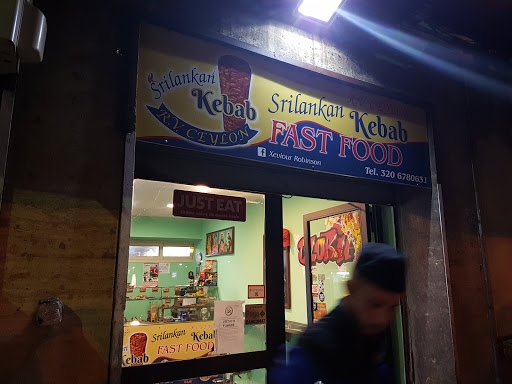 Srilankan
Kebab
R.V. CEYLON
Srilankan Kebab
FAST FOOD
Xeviour Robinson
Tel. 320 6780631
JUST EAT
Srilankan
Kebab
FAST FOOD